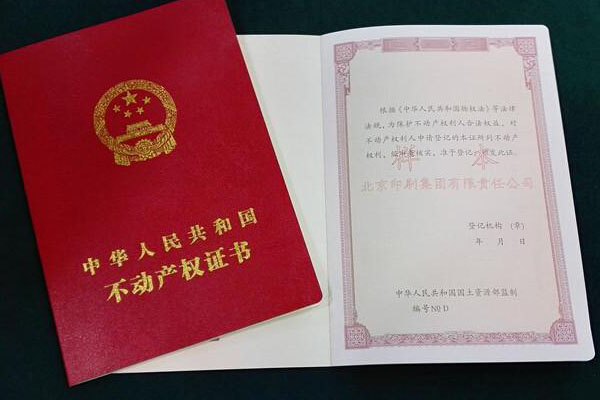 中华人民共和国
不动产权证书
根据《中华人民共和国物权法》等法律
法规，为保护不动产权利人合法权益，对
不动产权利人申请登记的本证所列不动产
权利，经审查核实，准予登记，颁发此证。
样本
北京印刷集团有限责任公司
登记机构（章）
年 月 日
中华人民共和国国土资源部监制
编号№D